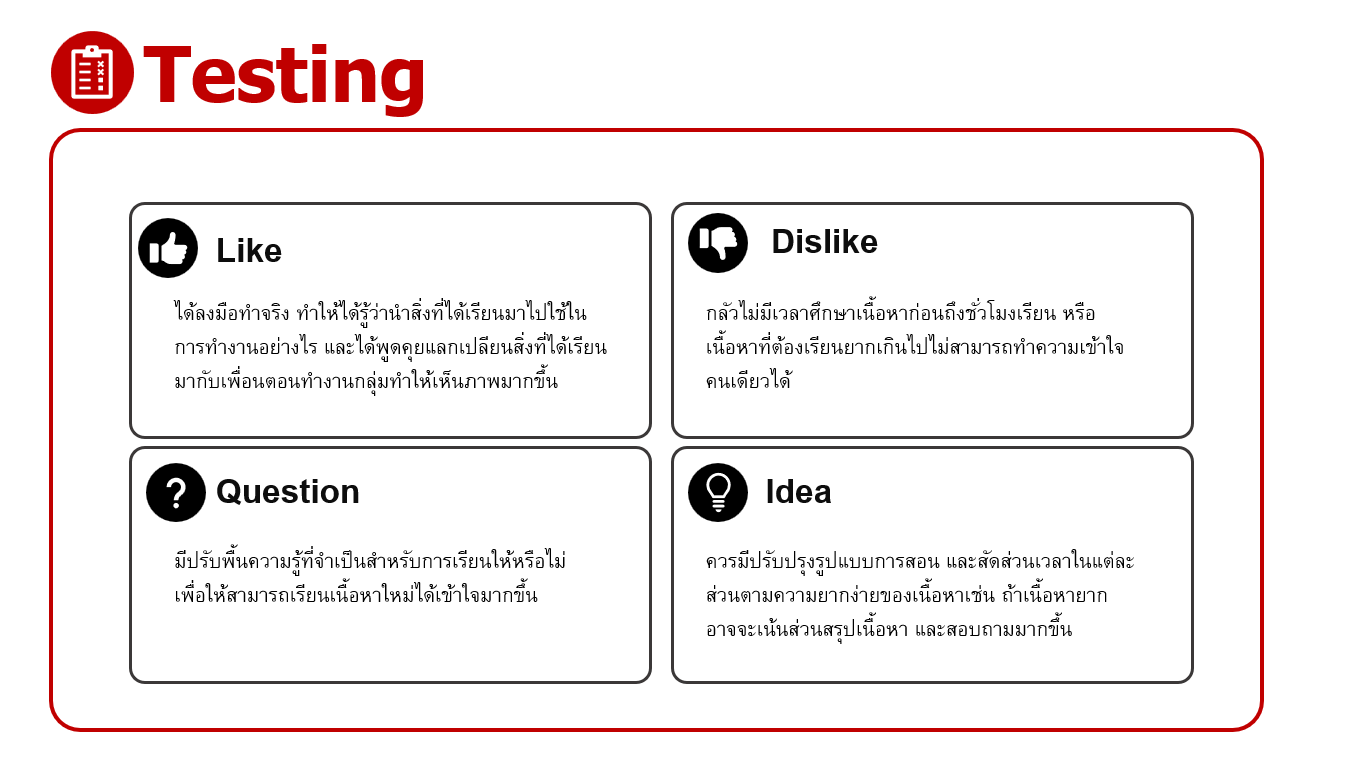 Testing
Like
ได้ลงมือทำจริง ทำให้ได้รู้ว่านำสิ่งที่ได้เรียนมาไปใช้ใน
การทำงานอย่างไร และได้พูดคุยแลกเปลี่ยนสิ่งที่ได้เรียน
มากับเพื่อนตอนทำงานกลุ่มทำให้เห็นภาพมากขึ้น
Dislike
กลัวไม่มีเวลาศึกษาเนื้อหาก่อนถึงชั่วโมงเรียน หรือ
เนื้อหาที่ต้องเรียนยากเกินไปไม่สามารถทำความเข้าใจ
คนเดียวได้
Question
มีปรับพื้นความรู้ที่จำเป็นสำหรับการเรียนให้หรือไม่
เพื่อให้สามารถเรียนเนื้อหาใหม่ได้เข้าใจมากขึ้น
Idea
ควรมีปรับปรุงรูปแบบการสอน และสัดส่วนเวลาในแต่ละ
ส่วนตามความยากง่ายของเนื้อหาเช่น ถ้าเนื้อหายาก
อาจจะเน้นส่วนสรุปเนื้อหา และสอบถามมากขึ้น